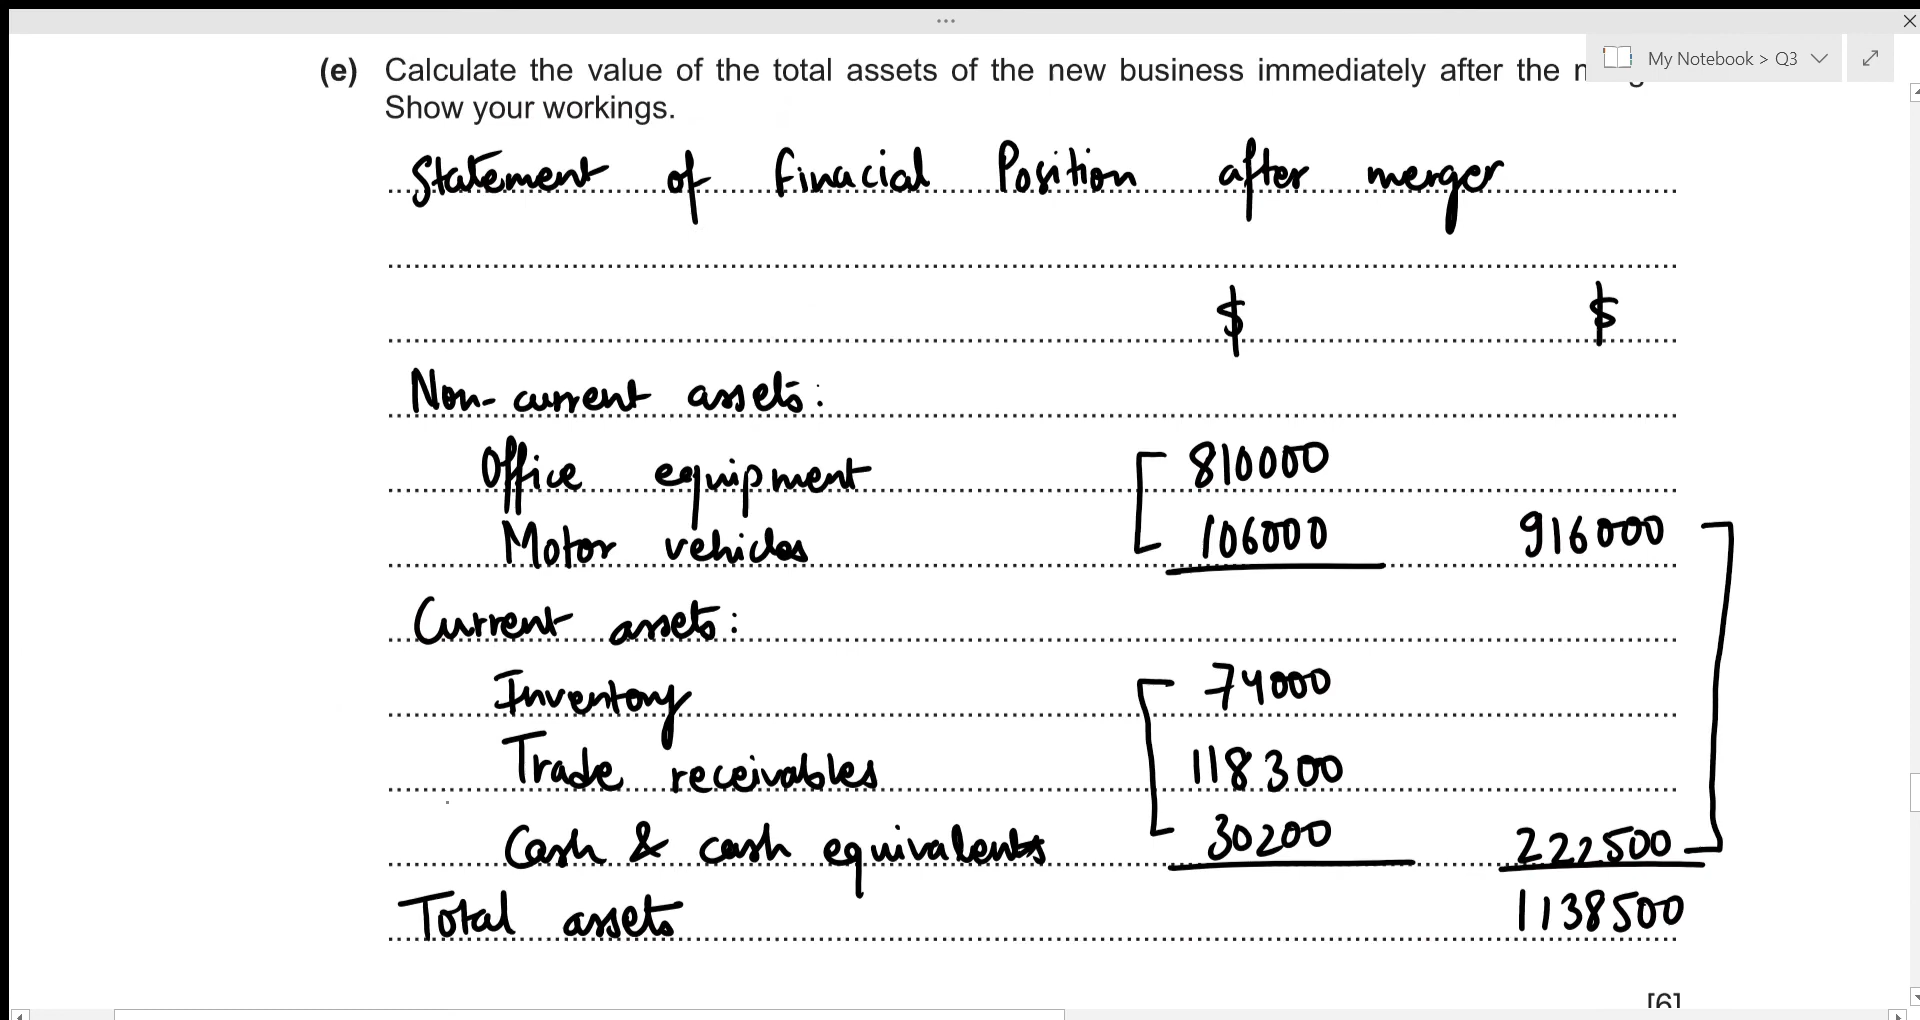 ...
My Notebook > Q3
(e) Calculate the value of the total assets of the new business immediately after the
Show your workings.
Statement of Finacial Position after merger
$ $
Non-current assets:
Office equipment 810000
Motor vehicles 106000 916000
Current assets:
Inventory 74000
Trade receivables 118300
Cash & cash equivalents 30200 222500
Total assets 1138500
[6]